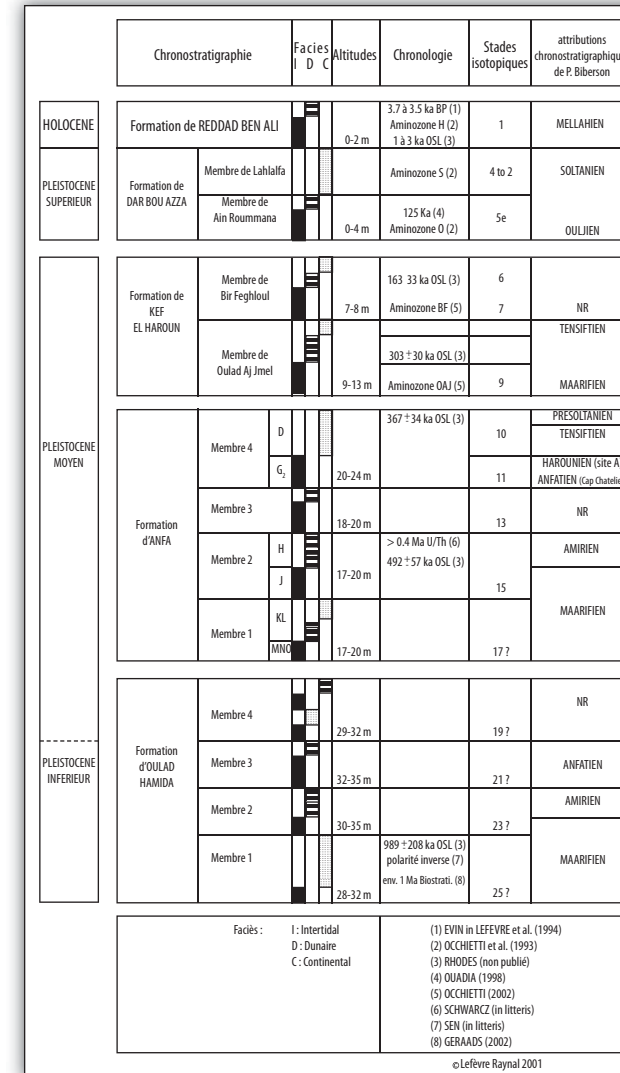 Chronostratigraphie
Facies
I D C
Altitudes
Chronologie
Stades
isotopiques
attributions
chronostratigraphiqu
de P. Biberson
HOLOCENE
Formation de REDDAD BEN ALI
0-2 m
3.7 à 3.5 ka BP (1)
Aminozone H (2)
1 à 3 ka OSL (3)
1
MELLAHIEN
PLEISTOCENE
SUPERIEUR
Formation de
DAR BOU AZZA
Membre de Lahlalfa
Aminozone S (2)
4 to 2
SOLTANIEN
Membre de
Ain Roummana
0-4 m
125 Ka (4)
Aminozone O (2)
5e
OULJIEN
PLEISTOCENE
MOYEN
Formation de
KEF
EL HAROUN
Membre de
Bir Feghloul
7-8 m
163 33 ka OSL (3)
Aminozone BF (5)
6
7
NR
TENSIFTIEN
Membre de
Oulad Aj Jmel
9-13 m
303 ± 30 ka OSL (3)
Aminozone OAJ (5)
9
MAARIFIEN
Formation
d'ANFA
Membre 4
D
G2
20-24 m
367 ± 34 ka OSL (3)
10
11
PRESOLTANIEN
TENSIFTIEN
HAROUNIEN (site A
ANFATIEN (Cap Chatelie
Membre 3
18-20 m
13
NR
Membre 2
H
J
17-20 m
> 0.4 Ma U/Th (6)
492 ± 57 ka OSL (3)
15
AMIRIEN
MAARIFIEN
Membre 1
KL
MNO
17-20 m
17 ?
PLEISTOCENE
INFERIEUR
Formation
d'OULAD
HAMIDA
Membre 4
29-32 m
19 ?
NR
Membre 3
32-35 m
21 ?
ANFATIEN
Membre 2
30-35 m
23 ?
AMIRIEN
Membre 1
28-32 m
989 ± 208 ka OSL (3)
polarité inverse (7)
env. 1 Ma Biostrati. (8)
25 ?
MAARIFIEN
Faciès :
I : Intertidal
D : Dunaire
C : Continental
(1) EVIN in LEFEVRE et al. (1994)
(2) OCCHIETTI et al. (1993)
(3) RHODES (non publié)
(4) OUADIA (1998)
(5) OCCHIETTI (2002)
(6) SCHWARCZ (in litteris)
(7) SEN (in litteris)
(8) GERAADS (2002)
© Lefèvre Raynal 2001